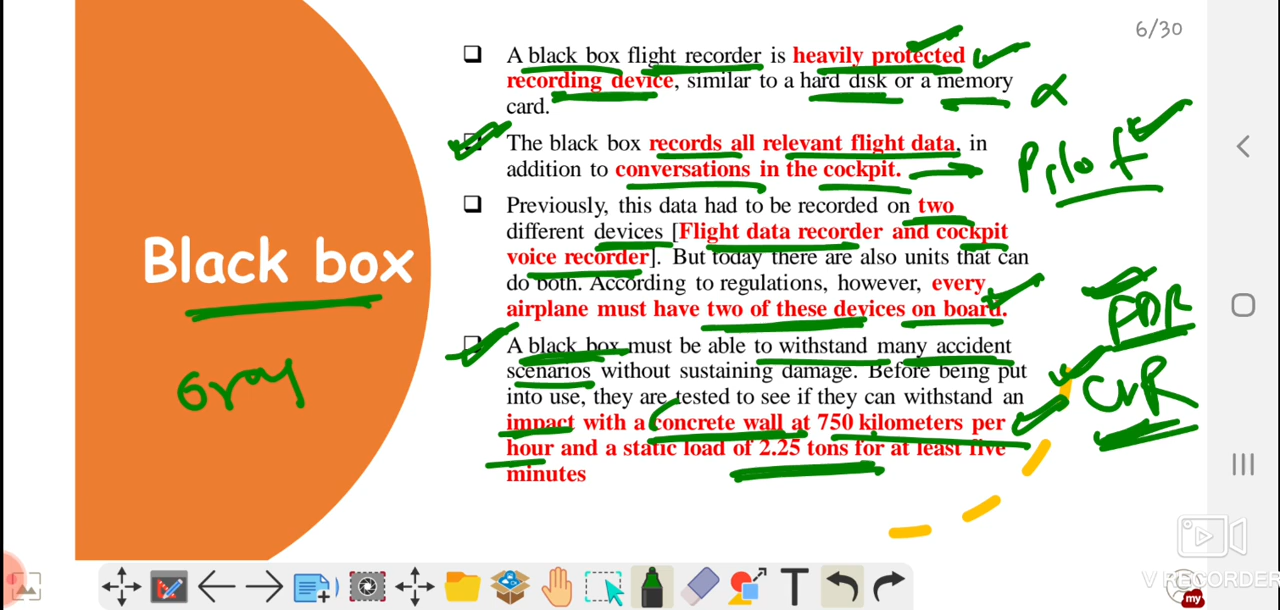 6/30
A black box flight recorder is heavily protected
recording device, similar to a hard disk or a memory
card.
The black box records all relevant flight data, in
addition to conversations in the cockpit.
Pilot
Previously, this data had to be recorded on two
different devices [Flight data recorder and cockpit
voice recorder]. But today there are also units that can
do both. According to regulations, however, every
airplane must have two of these devices on board.
FDR
Black box
A black box must be able to withstand many accident
scenarios without sustaining damage. Before being put
into use, they are tested to see if they can withstand an
CVR
Gray
impact with a concrete wall at 750 kilometers per
hour and a static load of 2.25 tons for at least five
minutes
T
V RECORDER
my